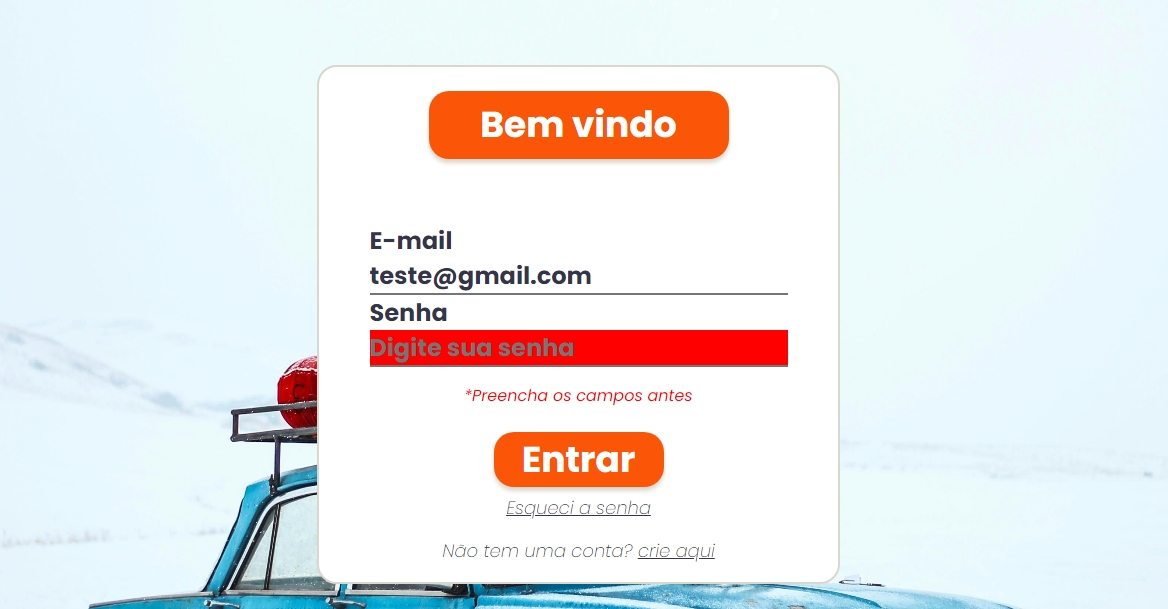 Bem vindo
E-mail
teste@gmail.com
Senha
Digite sua senha
*Preencha os campos antes
Entrar
Esqueci a senha
Não tem uma conta? crie aqui